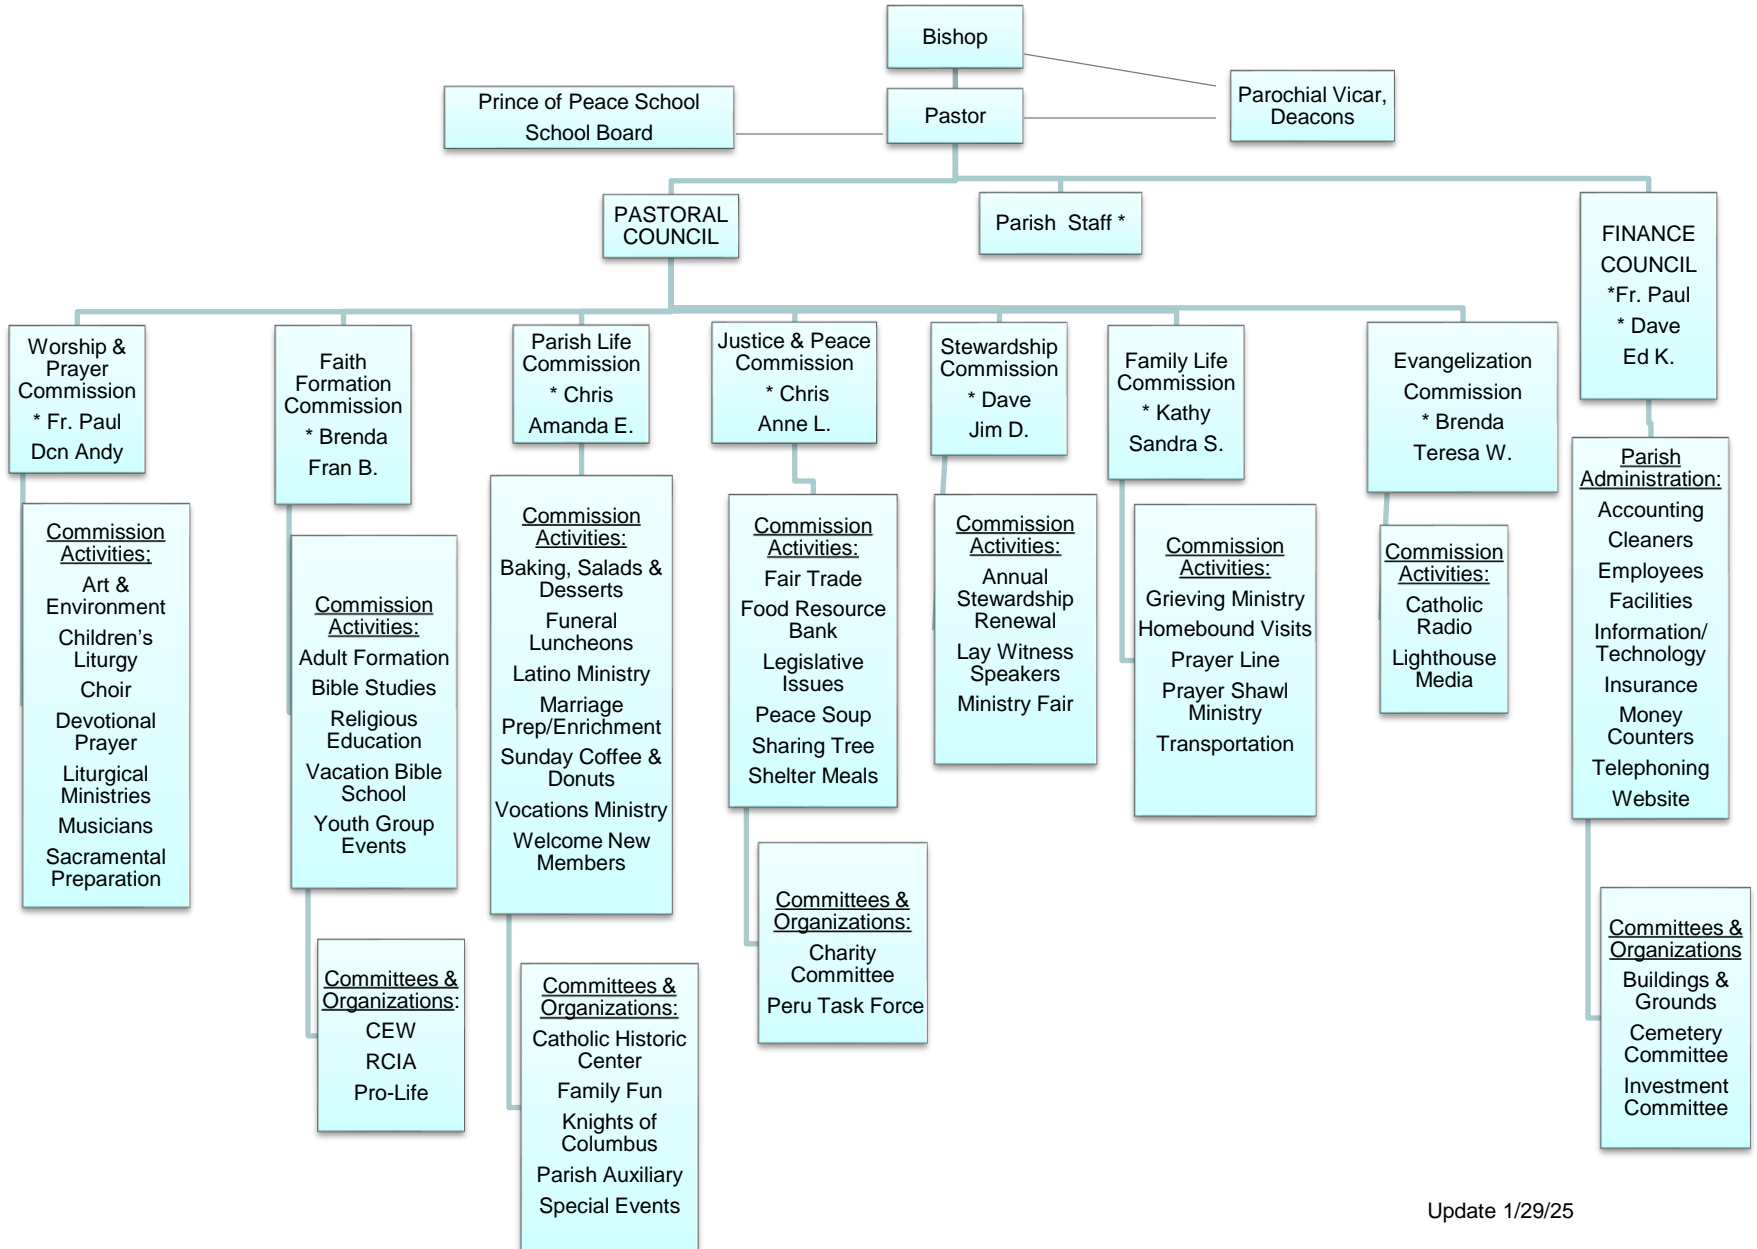 Bishop
Prince of Peace School
School Board
Pastor
Parochial Vicar,
Deacons
PASTORAL
COUNCIL
Parish Staff *
FINANCE
COUNCIL
*Fr. Paul
* Dave
Ed K.
Worship &
Prayer
Commission
* Fr. Paul
Dcn Andy
Faith
Formation
Commission
* Brenda
Fran B.
Parish Life
Commission
* Chris
Amanda E.
Justice & Peace
Commission
* Chris
Anne L.
Stewardship
Commission
* Dave
Jim D.
Family Life
Commission
* Kathy
Sandra S.
Evangelization
Commission
* Brenda
Teresa W.
Commission
Activities:
Art &
Environment
Children’s
Liturgy
Choir
Devotional
Prayer
Liturgical
Ministries
Musicians
Sacramental
Preparation
Commission
Activities:
Adult Formation
Bible Studies
Religious
Education
Vacation Bible
School
Youth Group
Events
Commission
Activities:
Baking, Salads &
Desserts
Funeral
Luncheons
Latino Ministry
Marriage
Prep/Enrichment
Sunday Coffee &
Donuts
Vocations Ministry
Welcome New
Members
Commission
Activities:
Fair Trade
Food Resource
Bank
Legislative
Issues
Peace Soup
Sharing Tree
Shelter Meals
Commission
Activities:
Annual
Stewardship
Renewal
Lay Witness
Speakers
Ministry Fair
Commission
Activities:
Grieving Ministry
Homebound Visits
Prayer Line
Prayer Shawl
Ministry
Transportation
Commission
Activities:
Catholic
Radio
Lighthouse
Media
Parish
Administration:
Accounting
Cleaners
Employees
Facilities
Information/
Technology
Insurance
Money
Counters
Telephoning
Website
Committees &
Organizations:
CEW
RCIA
Pro-Life
Committees &
Organizations:
Catholic Historic
Center
Family Fun
Knights of
Columbus
Parish Auxiliary
Special Events
Committees &
Organizations:
Charity
Committee
Peru Task Force
Committees &
Organizations
Buildings &
Grounds
Cemetery
Committee
Investment
Committee
Update 1/29/25